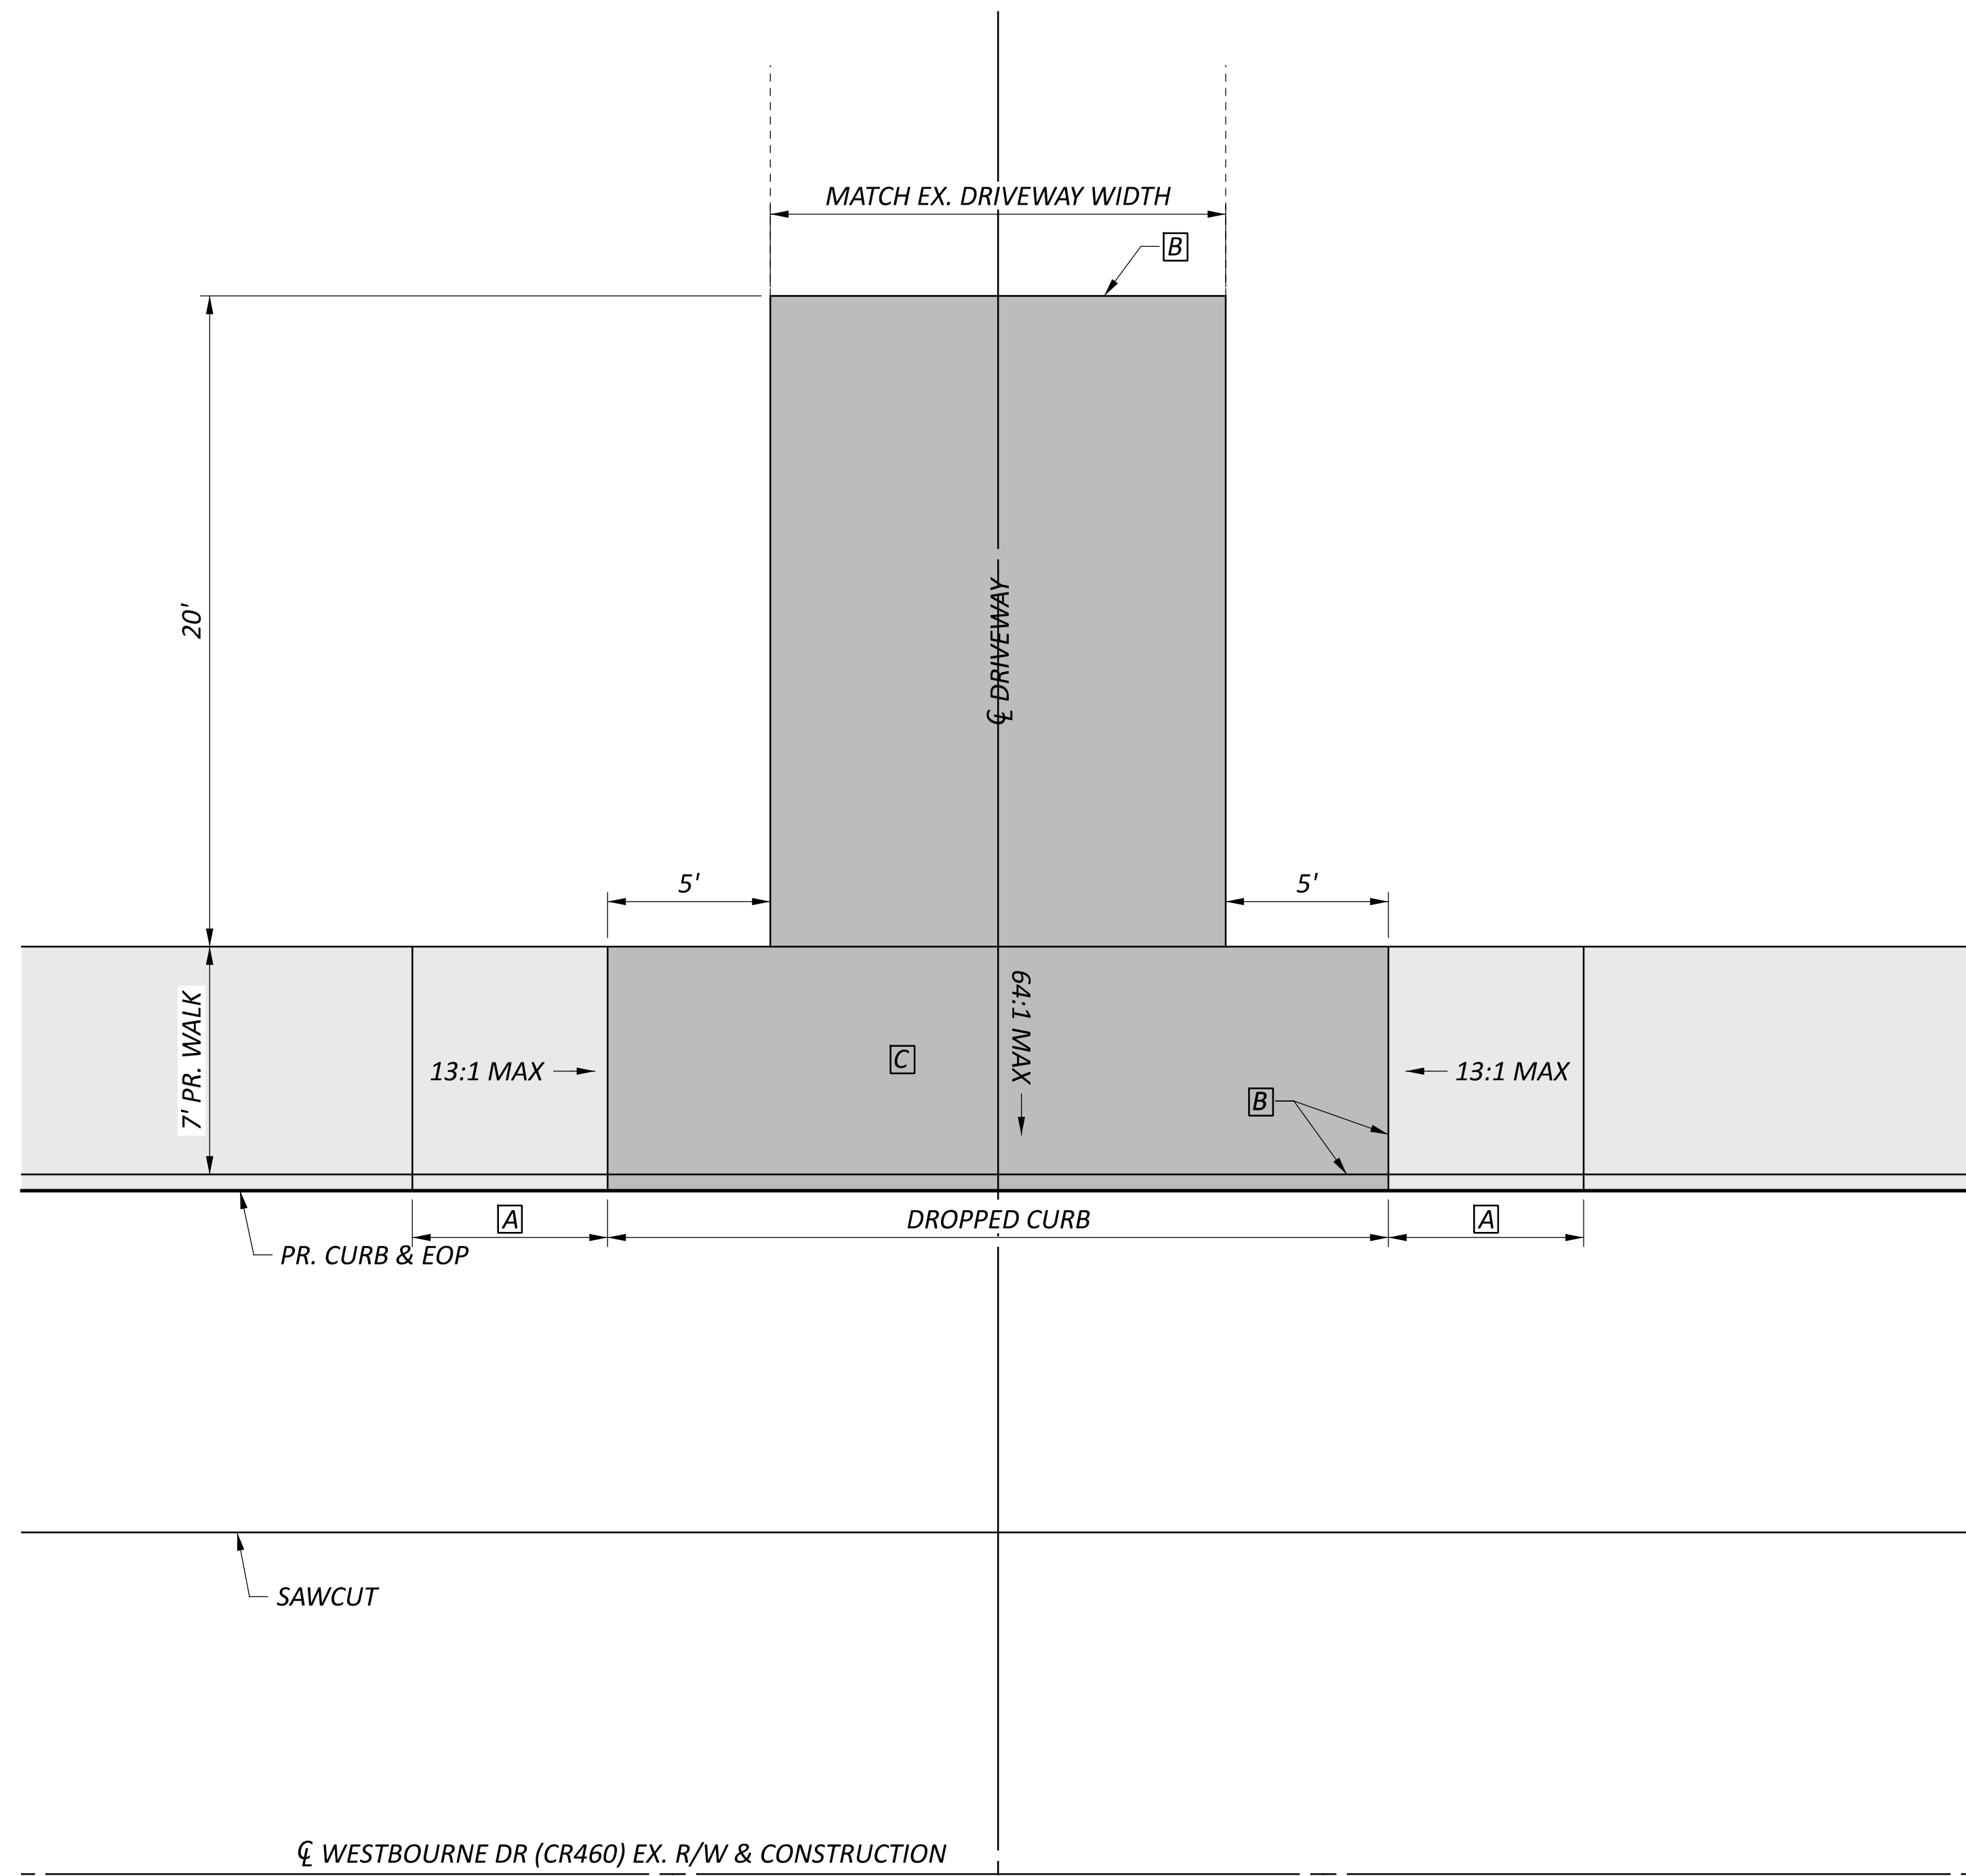 MATCH EX. DRIVEWAY WIDTH
B
20'
℄ DRIVEWAY
5'
5'
7' PR. WALK
13:1 MAX
C
64:1 MAX
B
13:1 MAX
A
DROPPED CURB
A
PR. CURB & EOP
SAWCUT
℄ WESTBOURNE DR (CR460) EX. R/W & CONSTRUCTION